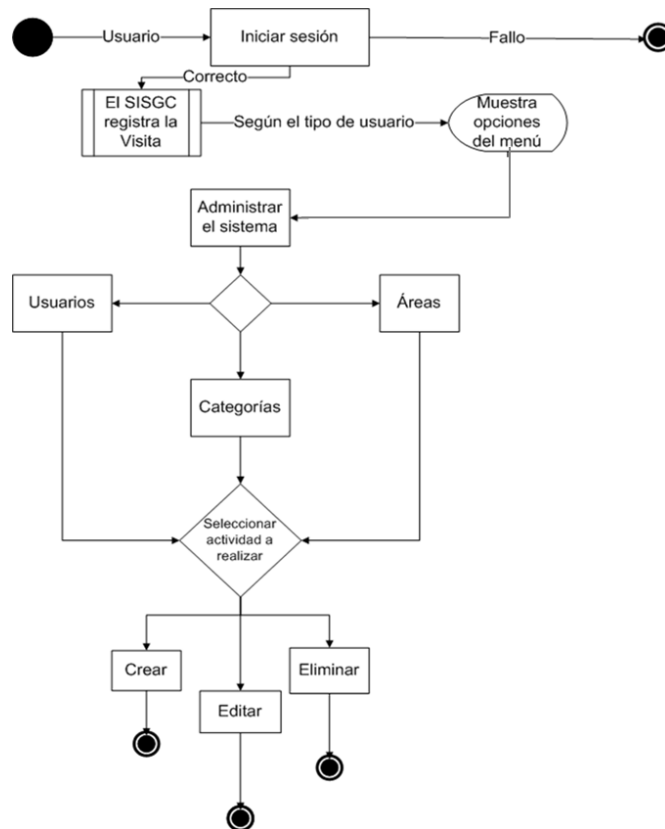 Usuario
Iniciar sesión
Fallo
Correcto
El SISGC
registra la
Visita
Según el tipo de usuario
Muestra
opciones
del menú
Administrar
el sistema
Usuarios
Áreas
Categorías
Seleccionar
actividad a
realizar
Crear
Editar
Eliminar